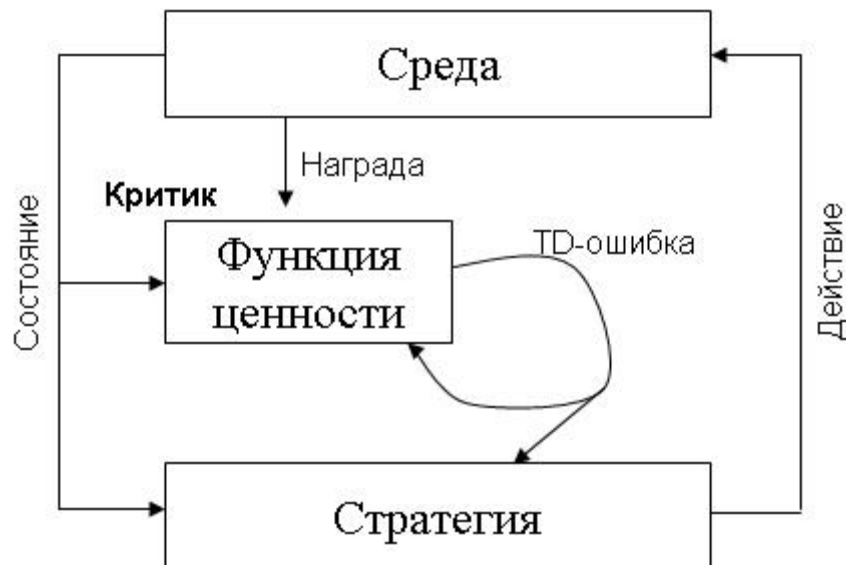 Среда
Награда
Критик
Функция
ценности
TD-ошибка
Состояние
Действие
Стратегия